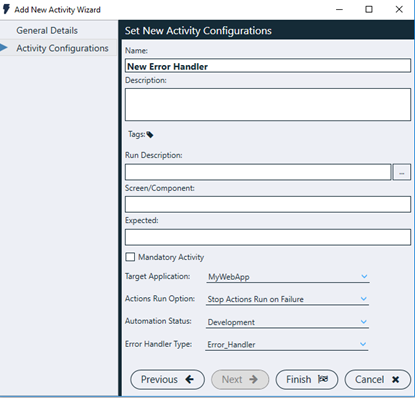 Add New Activity Wizard
General Details
Activity Configurations
Set New Activity Configurations
Name:
New Error Handler
Description:
Tags:
Run Description:
...
Screen/Component:
Expected:
Mandatory Activity
Target Application: MyWebApp
Actions Run Option: Stop Actions Run on Failure
Automation Status: Development
Error Handler Type: Error_Handler
Previous Next Finish Cancel